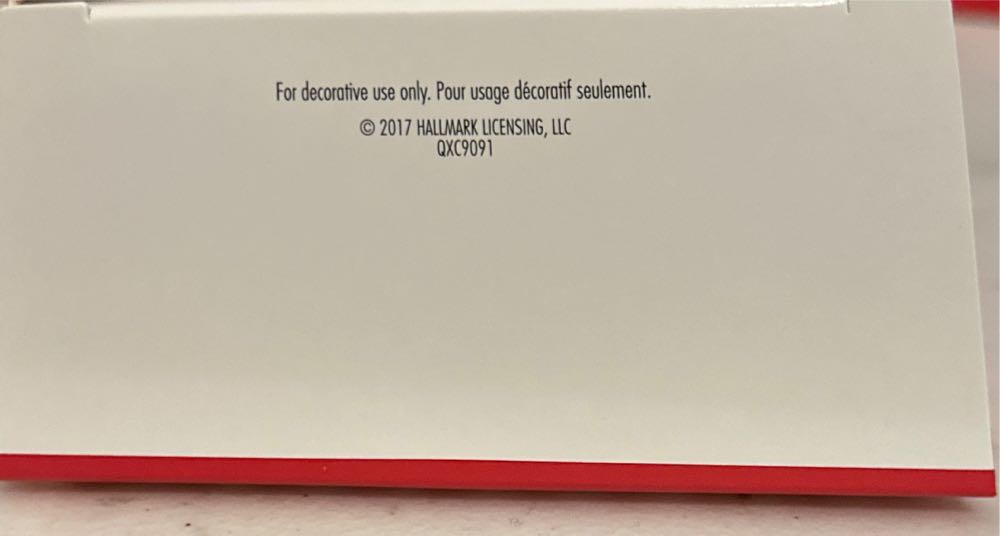 For decorative use only. Pour usage décoratif seulement.
© 2017 HALLMARK LICENSING, LLC
QXC9091